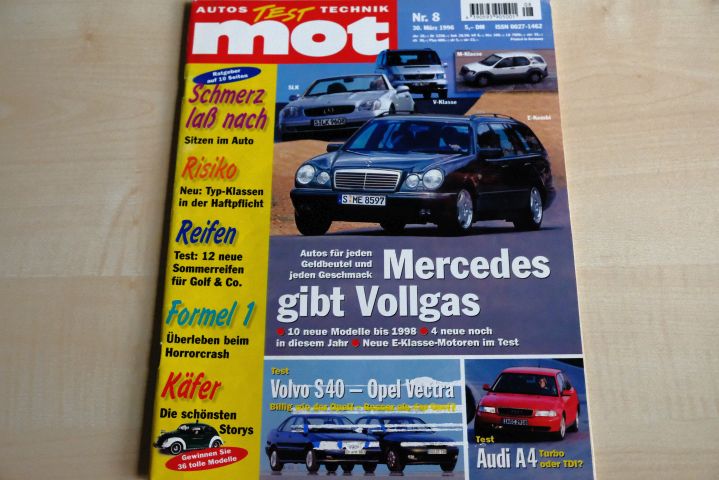 AUTOS TEST TECHNIK
mot
Nr. 8
30. März 1996
5,– DM
ISSN 0027-1462
08
Ratgeber
auf 10 Seiten
Schmerz
laß nach
Sitzen im Auto
Risiko
Neu: Typ-Klassen
in der Haftpflicht
Reifen
Test: 12 neue
Sommerreifen
für Golf & Co.
Formel 1
Überleben beim
Horrorcrash
Käfer
Die schönsten
Storys
Gewinnen Sie
36 tolle Modelle
SLK
V-Klasse
M-Klasse
E-Kombi
S ME 8597
Autos für jeden
Geldbeutel und
jeden Geschmack
Mercedes
gibt Vollgas
10 neue Modelle bis 1998 • 4 neue noch
in diesem Jahr • Neue E-Klasse-Motoren im Test
Test
Volvo S40 – Opel Vectra
Test
Audi A4
Turbo
oder TDI?